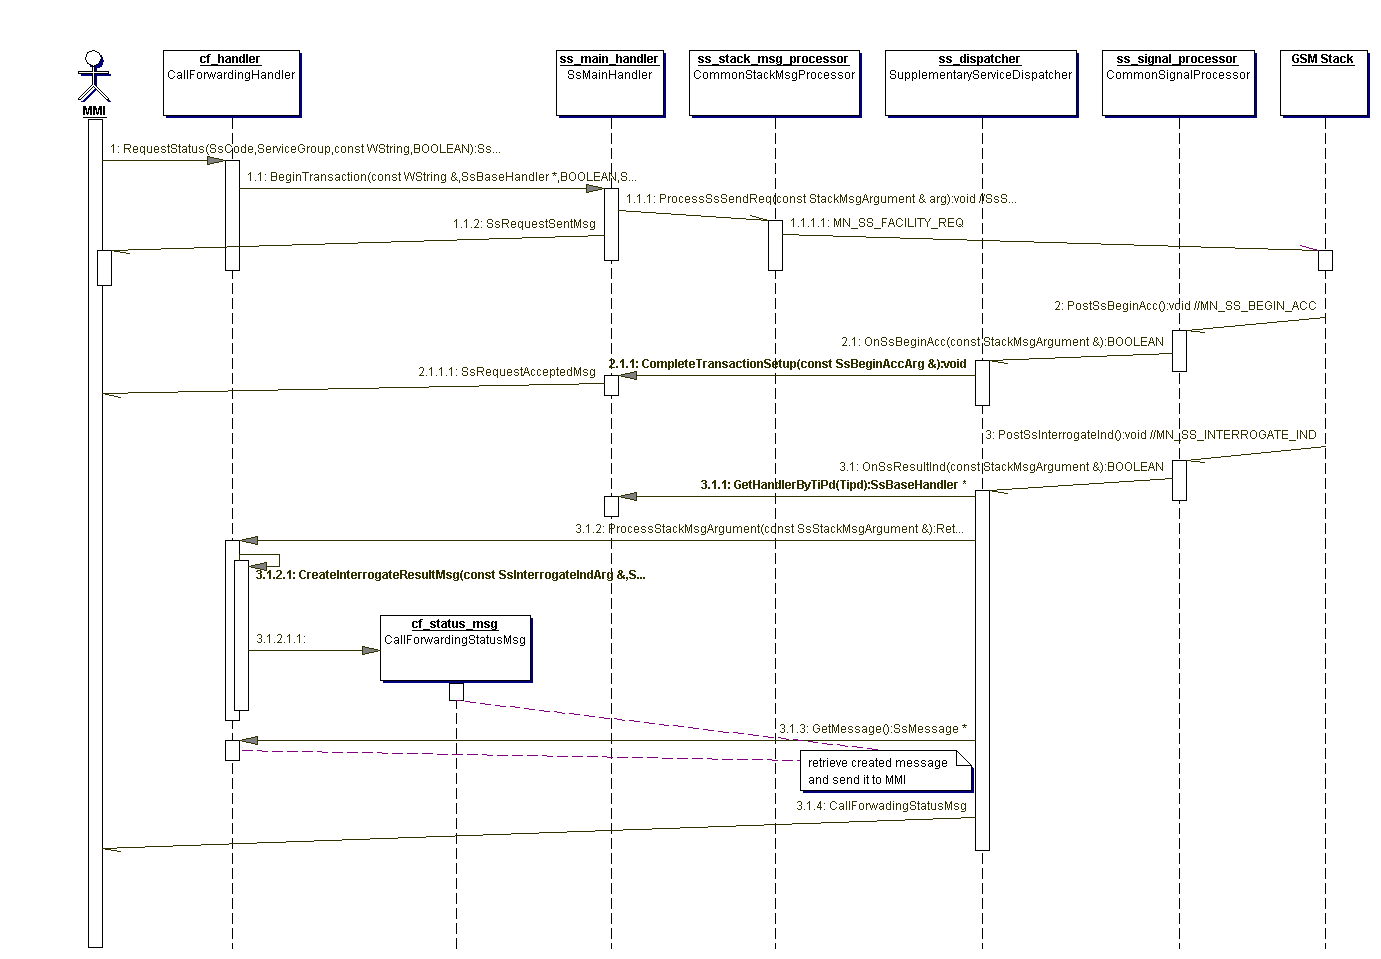 cf_handler
CallForwardingHandler
ss_main_handler
SsMainHandler
ss_stack_msg_processor
CommonStackMsgProcessor
ss_dispatcher
SupplementaryServiceDispatcher
ss_signal_processor
CommonSignalProcessor
GSM Stack
MMI
1: RequestStatus(SsCode,ServiceGroup,const WString,BOOLEAN):Ss...
1.1: BeginTransaction(const WString &,SsBaseHandler *,BOOLEAN,S...
1.1.1: ProcessSsSendReq(const StackMsgArgument & arg):void //SsS...
1.1.2: SsRequestSentMsg
1.1.1.1: MN_SS_FACILITY_REQ
2: PostSsBeginAcc():void //MN_SS_BEGIN_ACC
2.1: OnSsBeginAcc(const StackMsgArgument &):BOOLEAN
2.1.1: CompleteTransactionSetup(const SsBeginAccArg &):void
2.1.1.1: SsRequestAcceptedMsg
3: PostSsInterrogateInd():void //MN_SS_INTERROGATE_IND
3.1: OnSsResultInd(const StackMsgArgument &):BOOLEAN
3.1.1: GetHandlerByTiPd(Tipd):SsBaseHandler *
3.1.2: ProcessStackMsgArgument(const SsStackMsgArgument &):Ret...
3.1.2.1: CreateInterrogateResultMsg(const SsInterrogateIndArg &,S...
cf_status_msg
CallForwardingStatusMsg
3.1.2.1.1:
3.1.3: GetMessage():SsMessage *
retrieve created message
and send it to MMI
3.1.4: CallForwadingStatusMsg